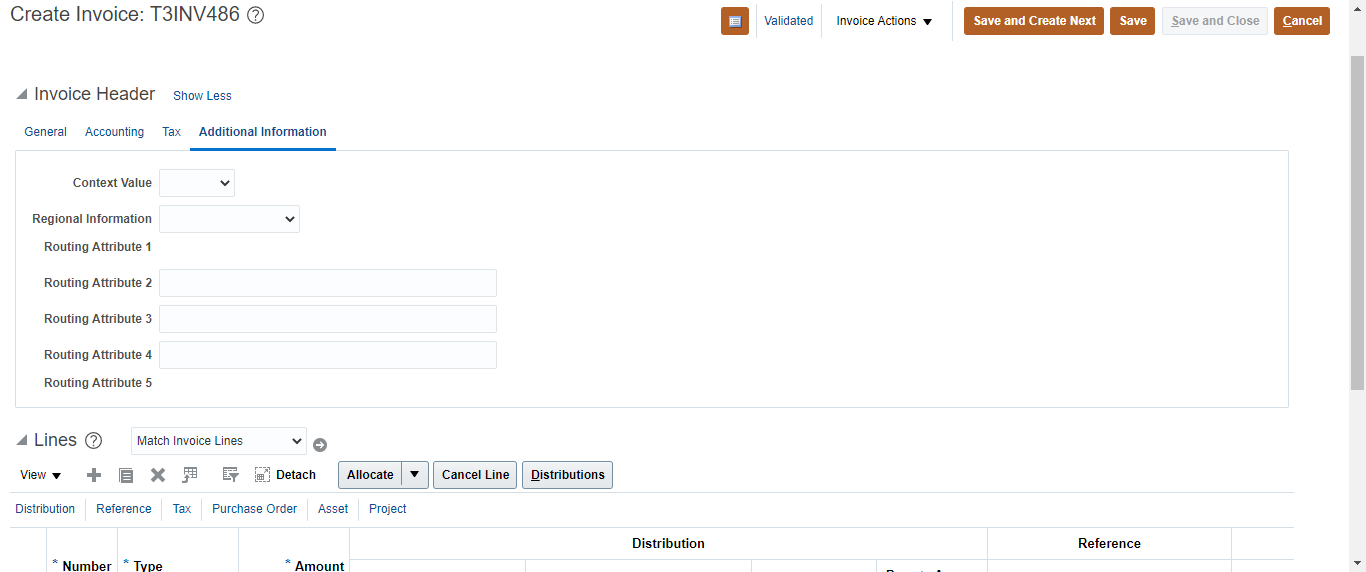 Create Invoice: T3INV486 ?
Validated Invoice Actions Save and Create Next Save Save and Close Cancel
Invoice Header Show Less
General Accounting Tax Additional Information
Context Value
Regional Information
Routing Attribute 1
Routing Attribute 2
Routing Attribute 3
Routing Attribute 4
Routing Attribute 5
Lines ? Match Invoice Lines
View Detach Allocate Cancel Line Distributions
Distribution Reference Tax Purchase Order Asset Project
Distribution Reference
* Number * Type * Amount